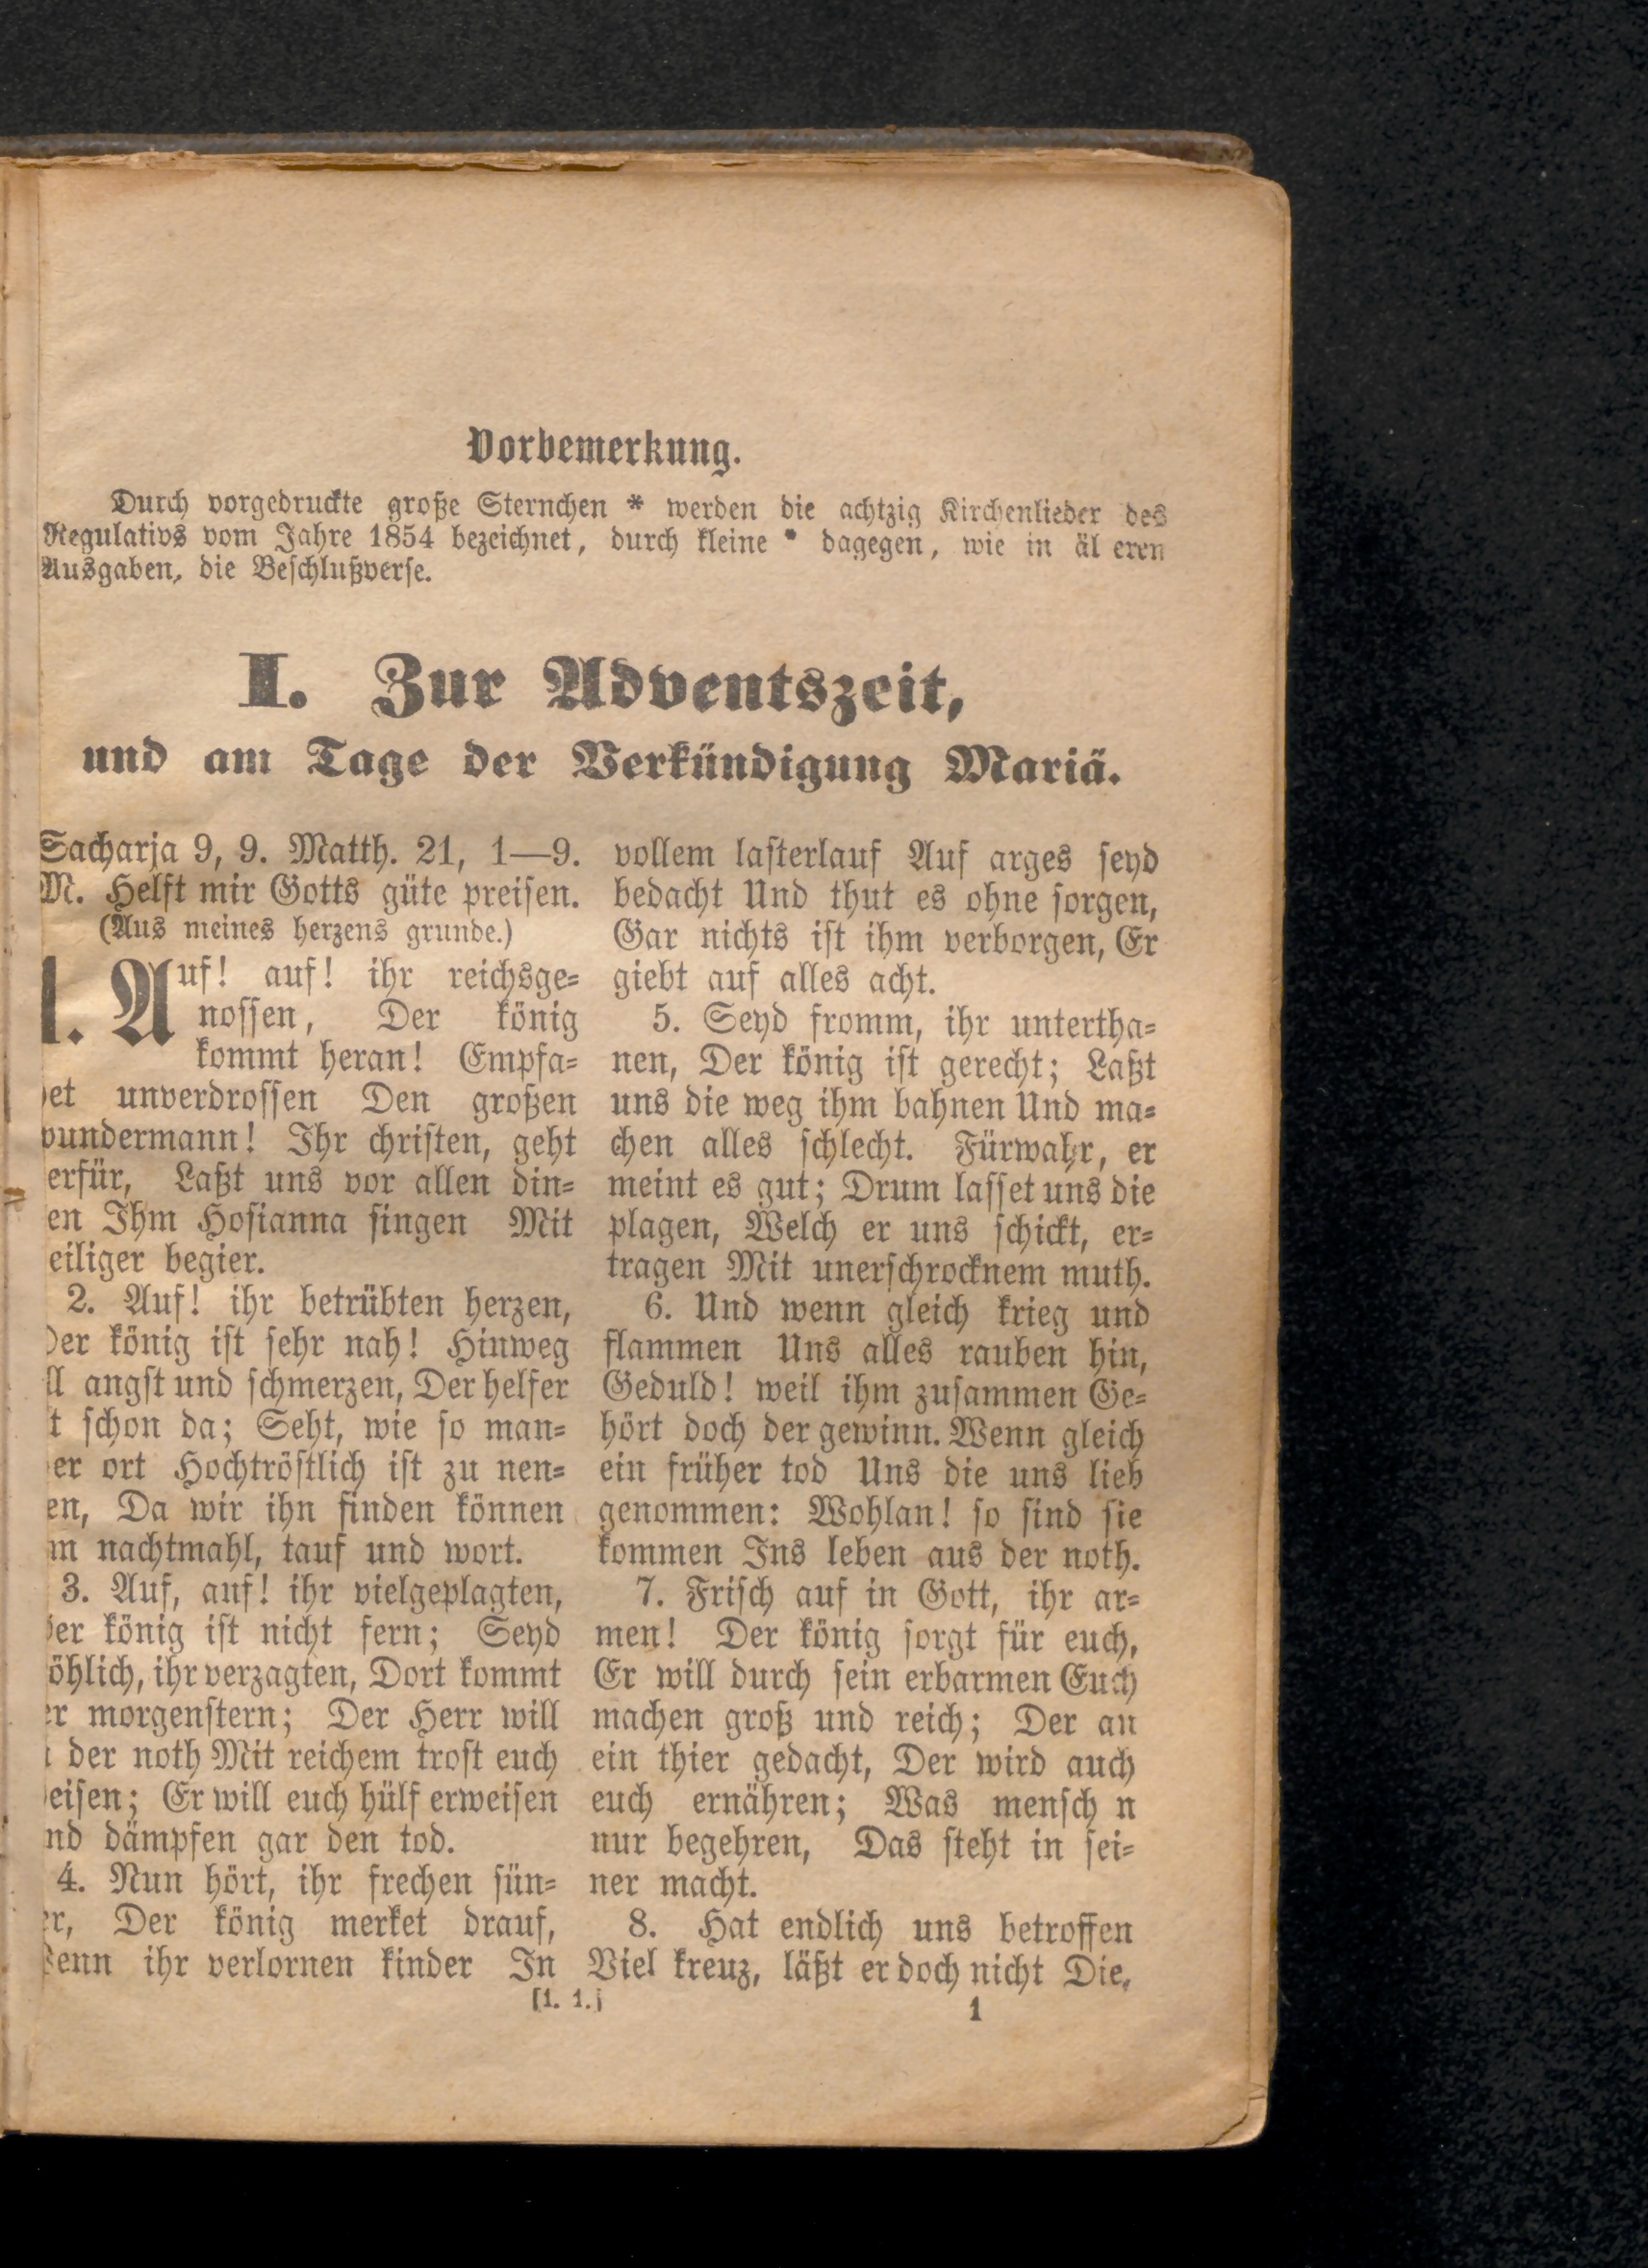 Vorbemerkung.
Durch vorgedruckte große Sternchen * werden die achtzig Kirchenlieder des
Regulativs vom Jahre 1854 bezeichnet, durch kleine * dagegen, wie in äl eren
Ausgaben, die Beschlußverse.
I. Zur Adventszeit,
und am Tage der Verkündigung Mariä.
Sacharja 9, 9. Matth. 21, 1—9.
M. Helft mir Gotts güte preisen.
(Aus meines herzens grunde.)
1. Auf! auf! ihr reichsge-
nossen, Der könig
kommt heran! Empfa-
et unverdrossen Den großen
wundermann! Ihr christen, geht
erfür, Laßt uns vor allen din-
en Ihm Hosianna singen Mit
eiliger begier.
2. Auf! ihr betrübten herzen,
Der könig ist sehr nah! Hinweg
ll angst und schmerzen, Der helfer
t schon da; Seht, wie so man-
er ort Hochtröstlich ist zu nen-
en, Da wir ihn finden können
m nachtmahl, tauf und wort.
3. Auf, auf! ihr vielgeplagten,
Der könig ist nicht fern; Seyd
öhlich, ihr verzagten, Dort kommt
er morgenstern; Der Herr will
der noth Mit reichem trost euch
eisen; Er will euch hülf erweisen
nd dämpfen gar den tod.
4. Nun hört, ihr frechen sün-
er, Der könig merket drauf,
Wenn ihr verlornen kinder In
vollem lasterlauf Auf arges seyd
bedacht Und thut es ohne sorgen,
Gar nichts ist ihm verborgen, Er
giebt auf alles acht.
5. Seyd fromm, ihr untertha-
nen, Der könig ist gerecht; Laßt
uns die weg ihm bahnen Und ma-
chen alles schlecht. Fürwahr, er
meint es gut; Drum lasset uns die
plagen, Welch er uns schickt, er-
tragen Mit unerschrocknem muth.
6. Und wenn gleich krieg und
flammen Uns alles rauben hin,
Geduld! weil ihm zusammen Ge-
hört doch der gewinn. Wenn gleich
ein früher tod Uns die uns lieb
genommen: Wohlan! so sind sie
kommen Ins leben aus der noth.
7. Frisch auf in Gott, ihr ar-
men! Der könig sorgt für euch,
Er will durch sein erbarmen Euch
machen groß und reich; Der an
ein thier gedacht, Der wird auch
euch ernähren; Was mensch n
nur begehren, Das steht in sei-
ner macht.
8. Hat endlich uns betroffen
Viel kreuz, läßt er doch nicht Die,
[1. 1.] 1